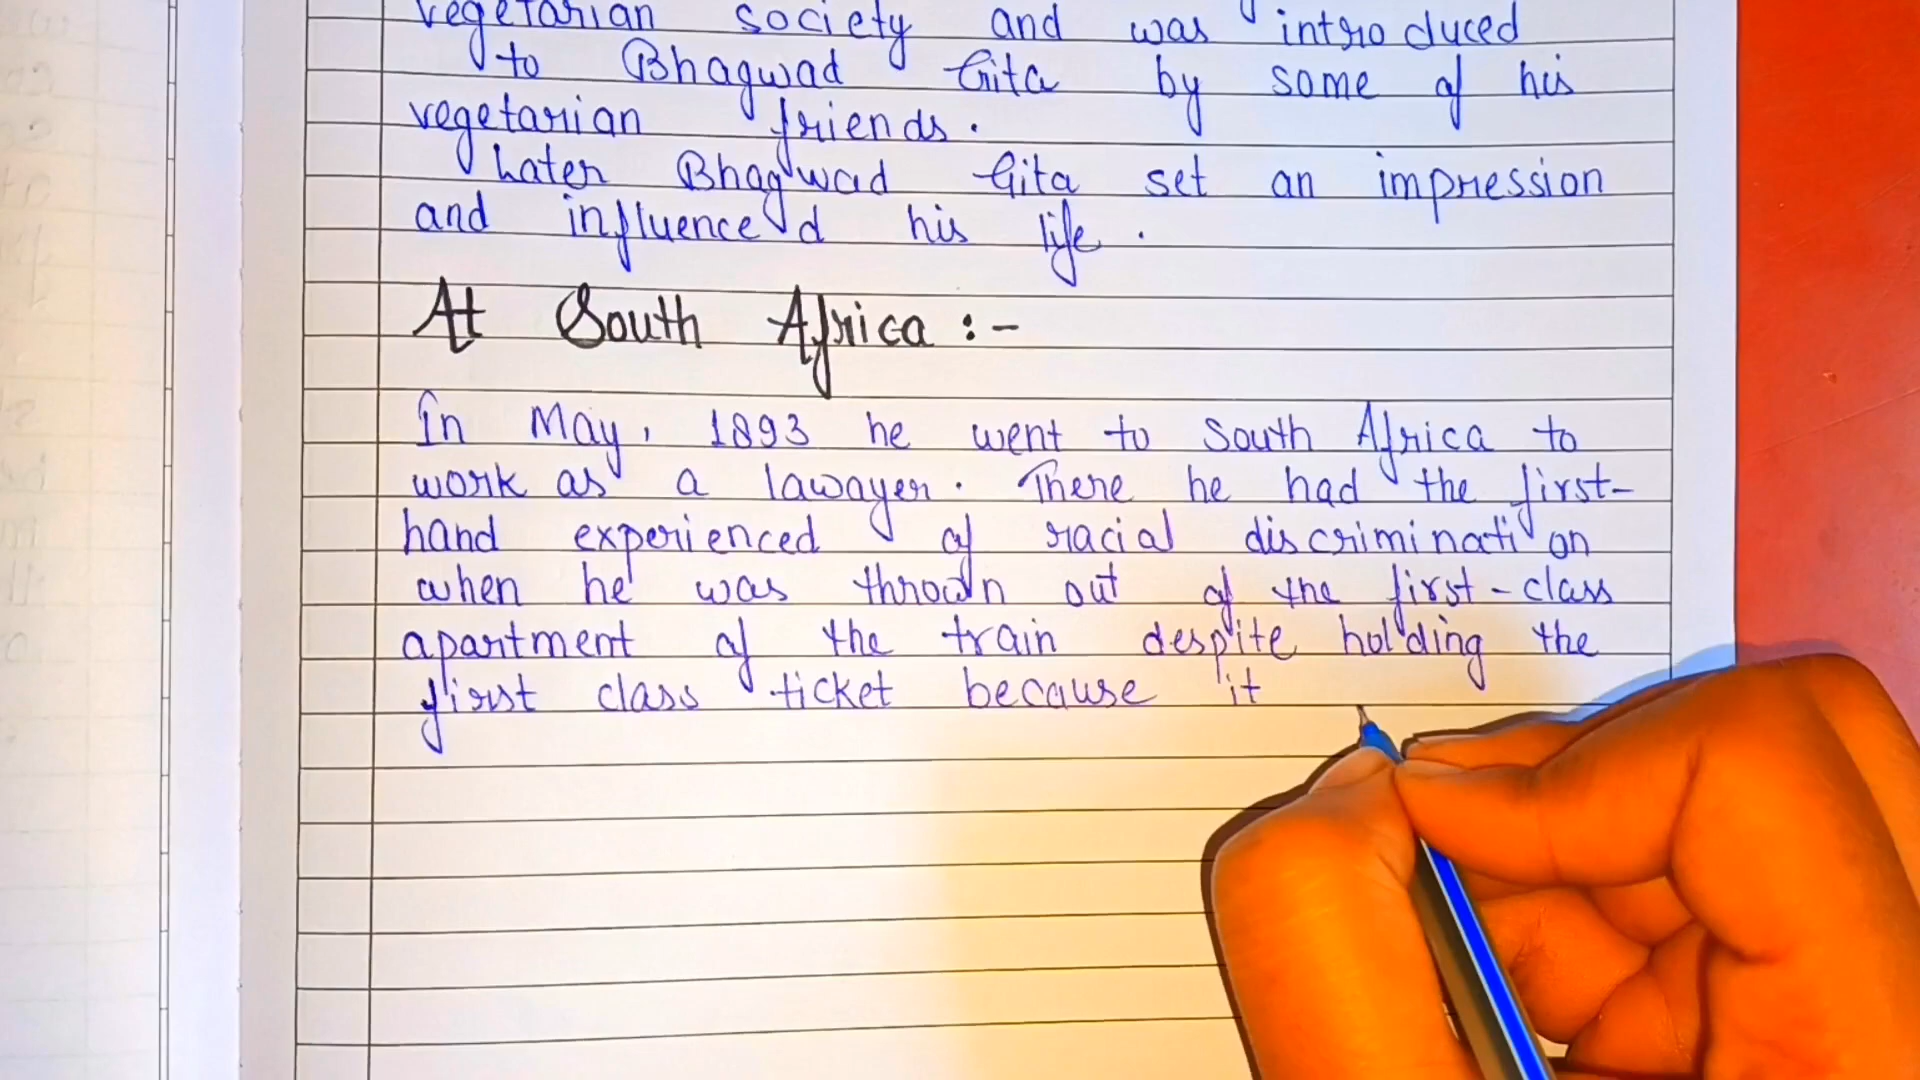 vegetarian society and was introduced
to Bhagwad Gita by some of his
vegetarian friends.
Later Bhagwad Gita set an impression
and influenced his life.
At South Africa :-
In May, 1893 he went to South Africa to
work as a lawayer. There he had the first-
hand experienced of racial discrimination
when he was thrown out of the first-class
apartment of the train despite holding the
first class ticket because it